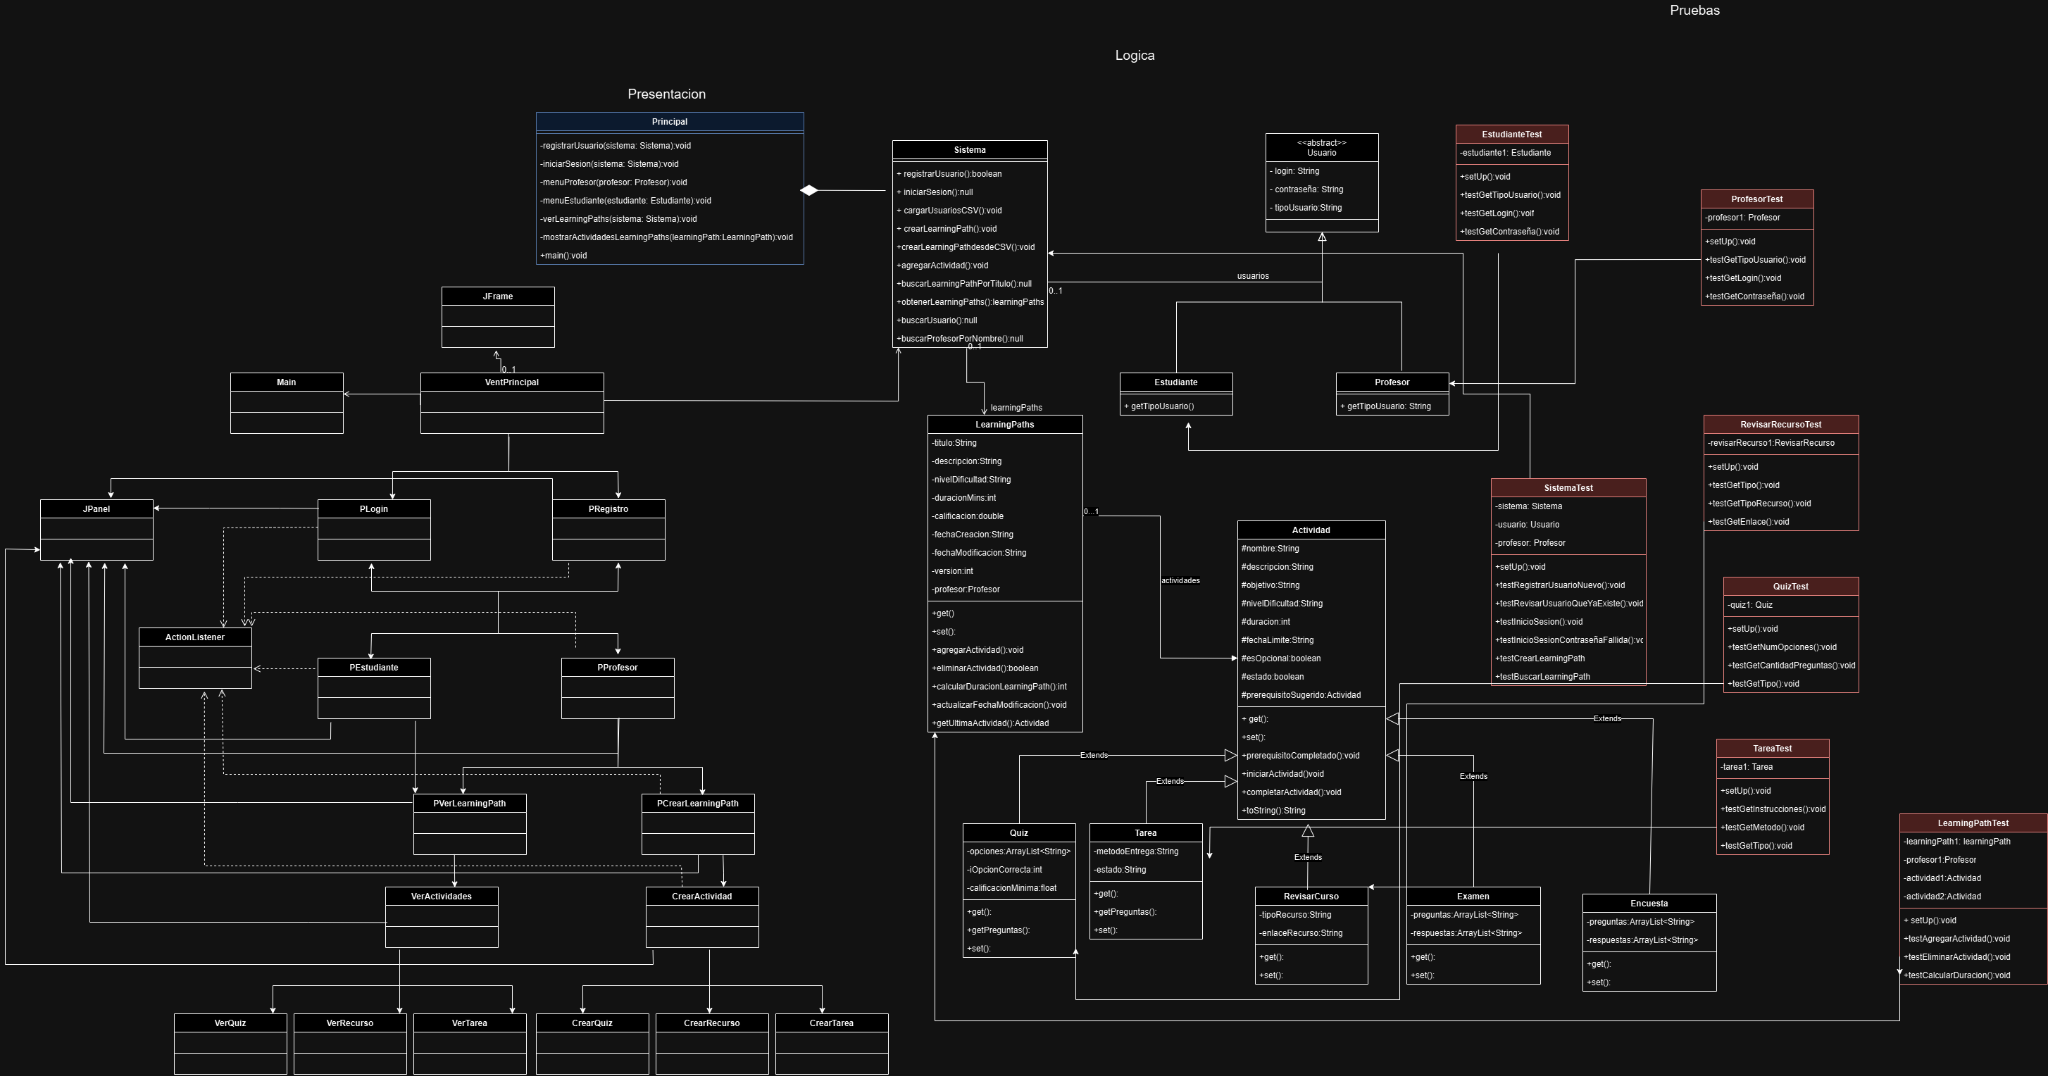 Pruebas
Logica
Presentacion
Principal
-registrarUsuario(sistema: Sistema):void
-iniciarSesion(sistema: Sistema):void
-menuProfesor(profesor: Profesor):void
-menuEstudiante(estudiante: Estudiante):void
-verLearningPaths(sistema: Sistema):void
-mostrarActividadesLearningPaths(learningPath:LearningPath):void
+main():void
Sistema
+ registrarUsuario():boolean
+ iniciarSesion():null
+ cargarUsuariosCSV():void
+ crearLearningPath():void
+crearLearningPathdesdeCSV():void
+agregarActividad():void
+buscarLearningPathPorTitulo():null
+obtenerLearningPaths():learningPaths
+buscarUsuario():null
+buscarProfesorPorNombre():null
0..1
0..1
usuarios
learningPaths
<<abstract>>
Usuario
- login: String
- contraseña: String
- tipoUsuario:String
EstudianteTest
-estudiante1: Estudiante
+setUp():void
+testGetTipoUsuario():void
+testGetLogin():voif
+testGetContraseña():void
ProfesorTest
-profesor1: Profesor
+setUp():void
+testGetTipoUsuario():void
+testGetLogin():void
+testGetContraseña():void
JFrame
0..1
Main
VentPrincipal
Estudiante
+ getTipoUsuario()
Profesor
+ getTipoUsuario: String
LearningPaths
-titulo:String
-descripcion:String
-nivelDificultad:String
-duracionMins:int
-calificacion:double
-fechaCreacion:String
-fechaModificacion:String
-version:int
-profesor:Profesor
+get()
+set():
+agregarActividad():void
+eliminarActividad():boolean
+calcularDuracionLearningPath():int
+actualizarFechaModificacion():void
+getUltimaActividad():Actividad
0...1
actividades
RevisarRecursoTest
-revisarRecurso1:RevisarRecurso
+setUp():void
+testGetTipo():void
+testGetTipoRecurso():void
+testGetEnlace():void
SistemaTest
-sistema: Sistema
-usuario: Usuario
-profesor: Profesor
+setUp():void
+testRegistrarUsuarioNuevo():void
+testRevisarUsuarioQueYaExiste():void
+testInicioSesion():void
+testInicioSesionContraseñaFallida():vc
+testCrearLearningPath
+testBuscarLearningPath
JPanel
PLogin
PRegistro
Actividad
#nombre:String
#descripcion:String
#objetivo:String
#nivelDificultad:String
#duracion:int
#fechaLimite:String
#esOpcional:boolean
#estado:boolean
#prerequisitoSugerido:Actividad
+ get():
+set():
+prerequisitoCompletado():void
+iniciarActividad()void
+completarActividad():void
+toString():String
QuizTest
-quiz1: Quiz
+setUp():void
+testGetNumOpciones():void
+testGetCantidadPreguntas():void
+testGetTipo():void
ActionListener
PEstudiante
PProfesor
Extends
Extends
Extends
Extends
Extends
TareaTest
-tarea1: Tarea
+setUp():void
+testGetInstrucciones():void
+testGetMetodo():void
+testGetTipo():void
PVerLearningPath
PCrearLearningPath
Quiz
-opciones:ArrayList<String>
-iOpcionCorrecta:int
-calificacionMinima:float
+get():
+getPreguntas():
+set():
Tarea
-metodoEntrega:String
-estado:String
+get():
+getPreguntas():
+set():
LearningPathTest
-learningPath1: learningPath
-profesor1:Profesor
-actividad1:Actividad
-actividad2:Actividad
+ setUp():void
+testAgregarActividad():void
+testEliminarActividad():void
+testCalcularDuracion():void
VerActividades
CrearActividad
RevisarCurso
-tipoRecurso:String
-enlaceRecurso:String
+get():
+set():
Examen
-preguntas:ArrayList<String>
-respuestas:ArrayList<String>
+get():
+set():
Encuesta
-preguntas:ArrayList<String>
-respuestas:ArrayList<String>
+get():
+set():
VerQuiz
VerRecurso
VerTarea
CrearQuiz
CrearRecurso
CrearTarea